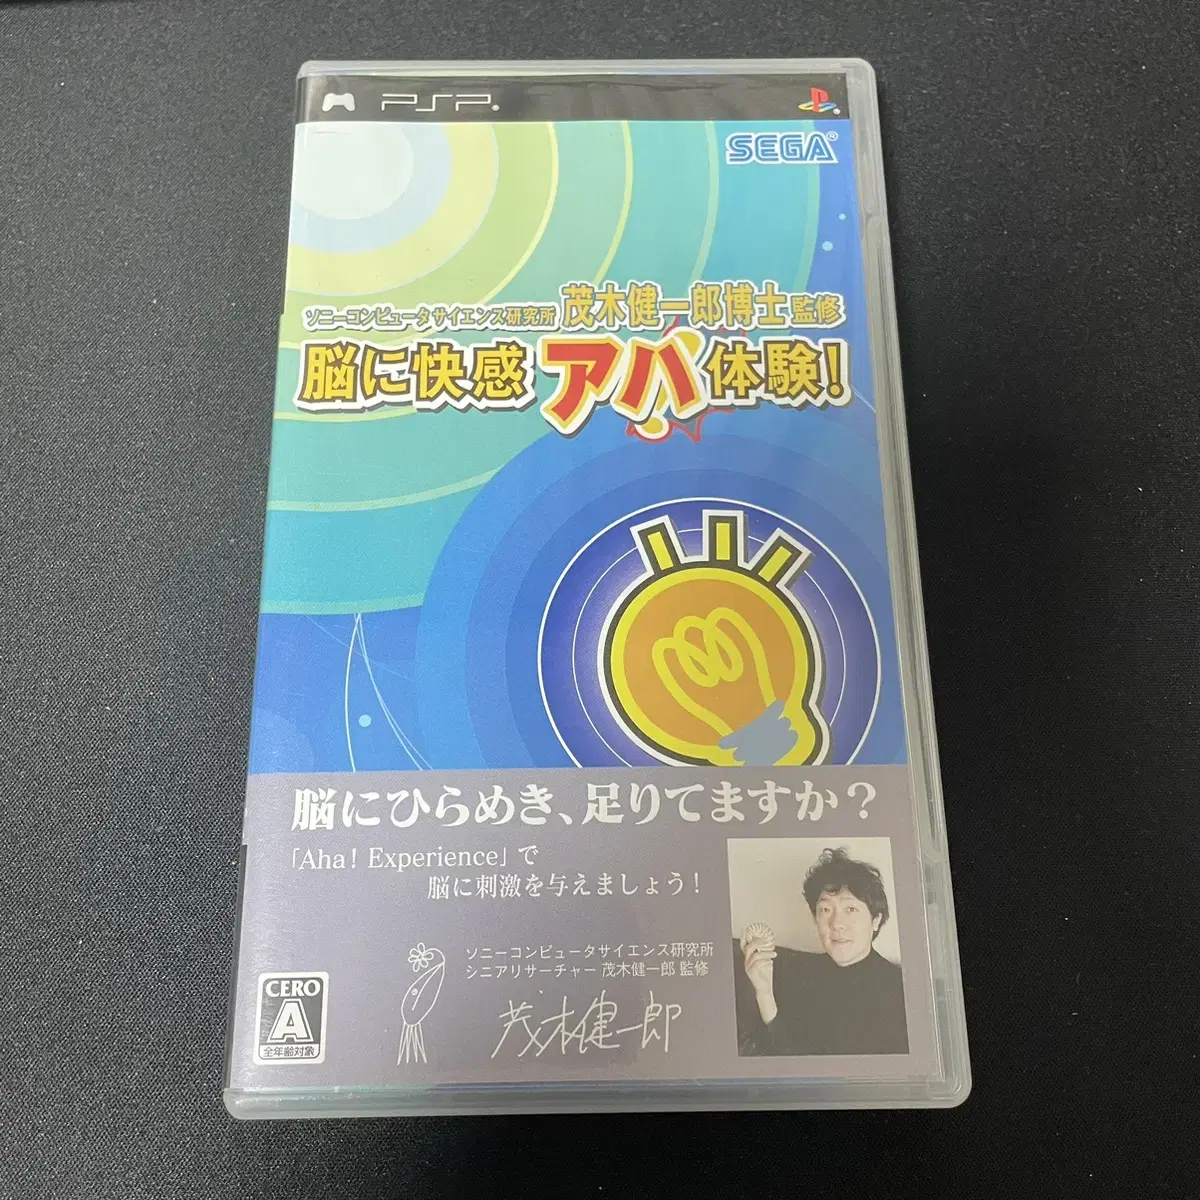 PSP
SEGA
ソニーコンピュータサイエンス研究所 茂木健一郎博士 監修
脳に快感 アハ体験!
脳にひらめき、足りてますか?
「Aha! Experience」で
脳に刺激を与えましょう!
ソニーコンピュータサイエンス研究所
シニアリサーチャー 茂木健一郎 監修
茂木健一郎
CERO
A
全年齢対象